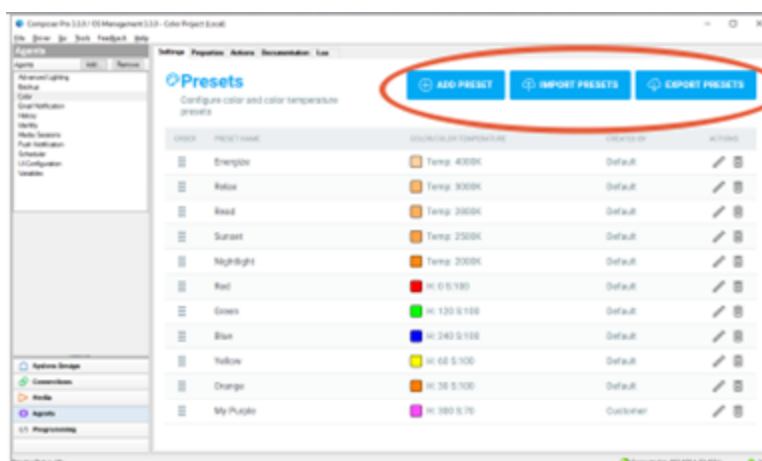 Composer Pro 3.3.0 / OS Management 3.3.0 - Color Project (Local)
File Driver Go Tools Feedback Help
Agents
Agents Add... Remove
Advanced Lighting
Backup
Color
Email Notification
History
Identity
Media Sessions
Push Notification
Scheduler
UI Configuration
Variables
System Design
Connections
Media
Agents
Programming
Settings Properties Actions Documentation Lua
Presets
Configure color and color temperature
presets
ADD PRESET IMPORT PRESETS EXPORT PRESETS
ORDER PRESET NAME COLOR/COLOR TEMPERATURE CREATED BY ACTIONS
Energize Temp: 4000K Default
Relax Temp: 3000K Default
Read Temp: 2800K Default
Sunset Temp: 2500K Default
Nightlight Temp: 2000K Default
Red H: 0 S:100 Default
Green H: 120 S:100 Default
Blue H: 240 S:100 Default
Yellow H: 60 S:100 Default
Orange H: 30 S:100 Default
My Purple H: 300 S:70 Customer